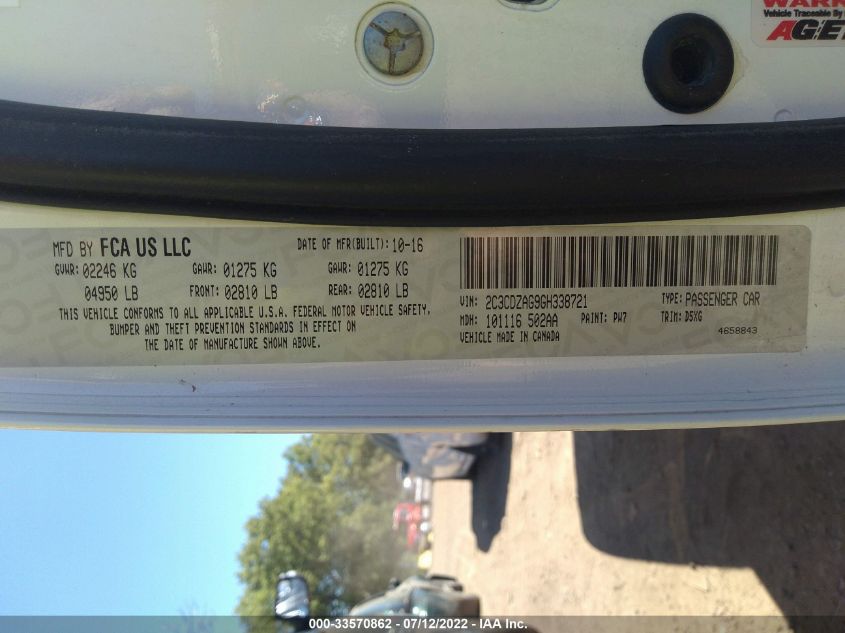 WARN
Vehicle Traceable By
AGE
MFD BY FCA US LLC DATE OF MFR(BUILT): 10-16
GVWR: 02246 KG GAWR: 01275 KG GAWR: 01275 KG
04950 LB FRONT: 02810 LB REAR: 02810 LB
THIS VEHICLE CONFORMS TO ALL APPLICABLE U.S.A. FEDERAL MOTOR VEHICLE SAFETY,
BUMPER AND THEFT PREVENTION STANDARDS IN EFFECT ON
THE DATE OF MANUFACTURE SHOWN ABOVE.
VIN: 2C3CDZAG9GH338721 TYPE: PASSENGER CAR
MDH: 101116 502AA PAINT: PW7 TRIM: D5XG
VEHICLE MADE IN CANADA 4658843
000-33570862 - 07/12/2022 - IAA Inc.